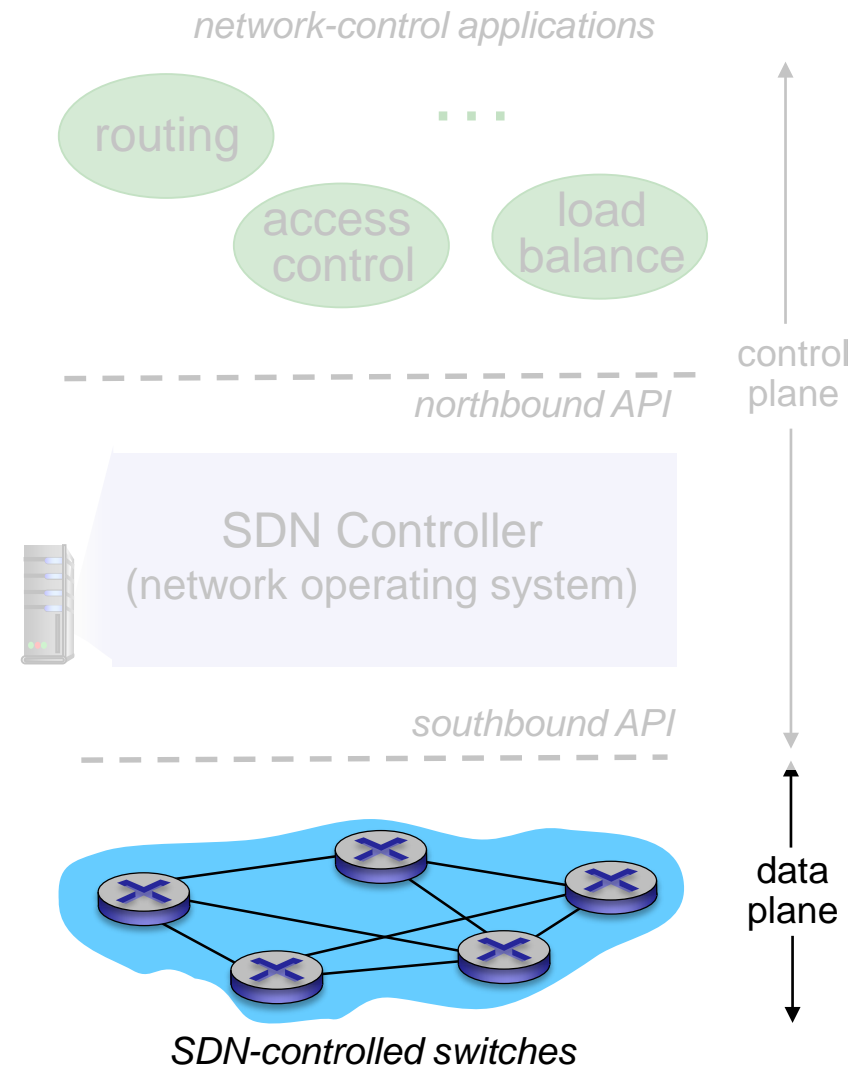 network-control applications
routing
. . .
access
control
load
balance
control
plane
northbound API
SDN Controller
(network operating system)
southbound API
data
plane
SDN-controlled switches